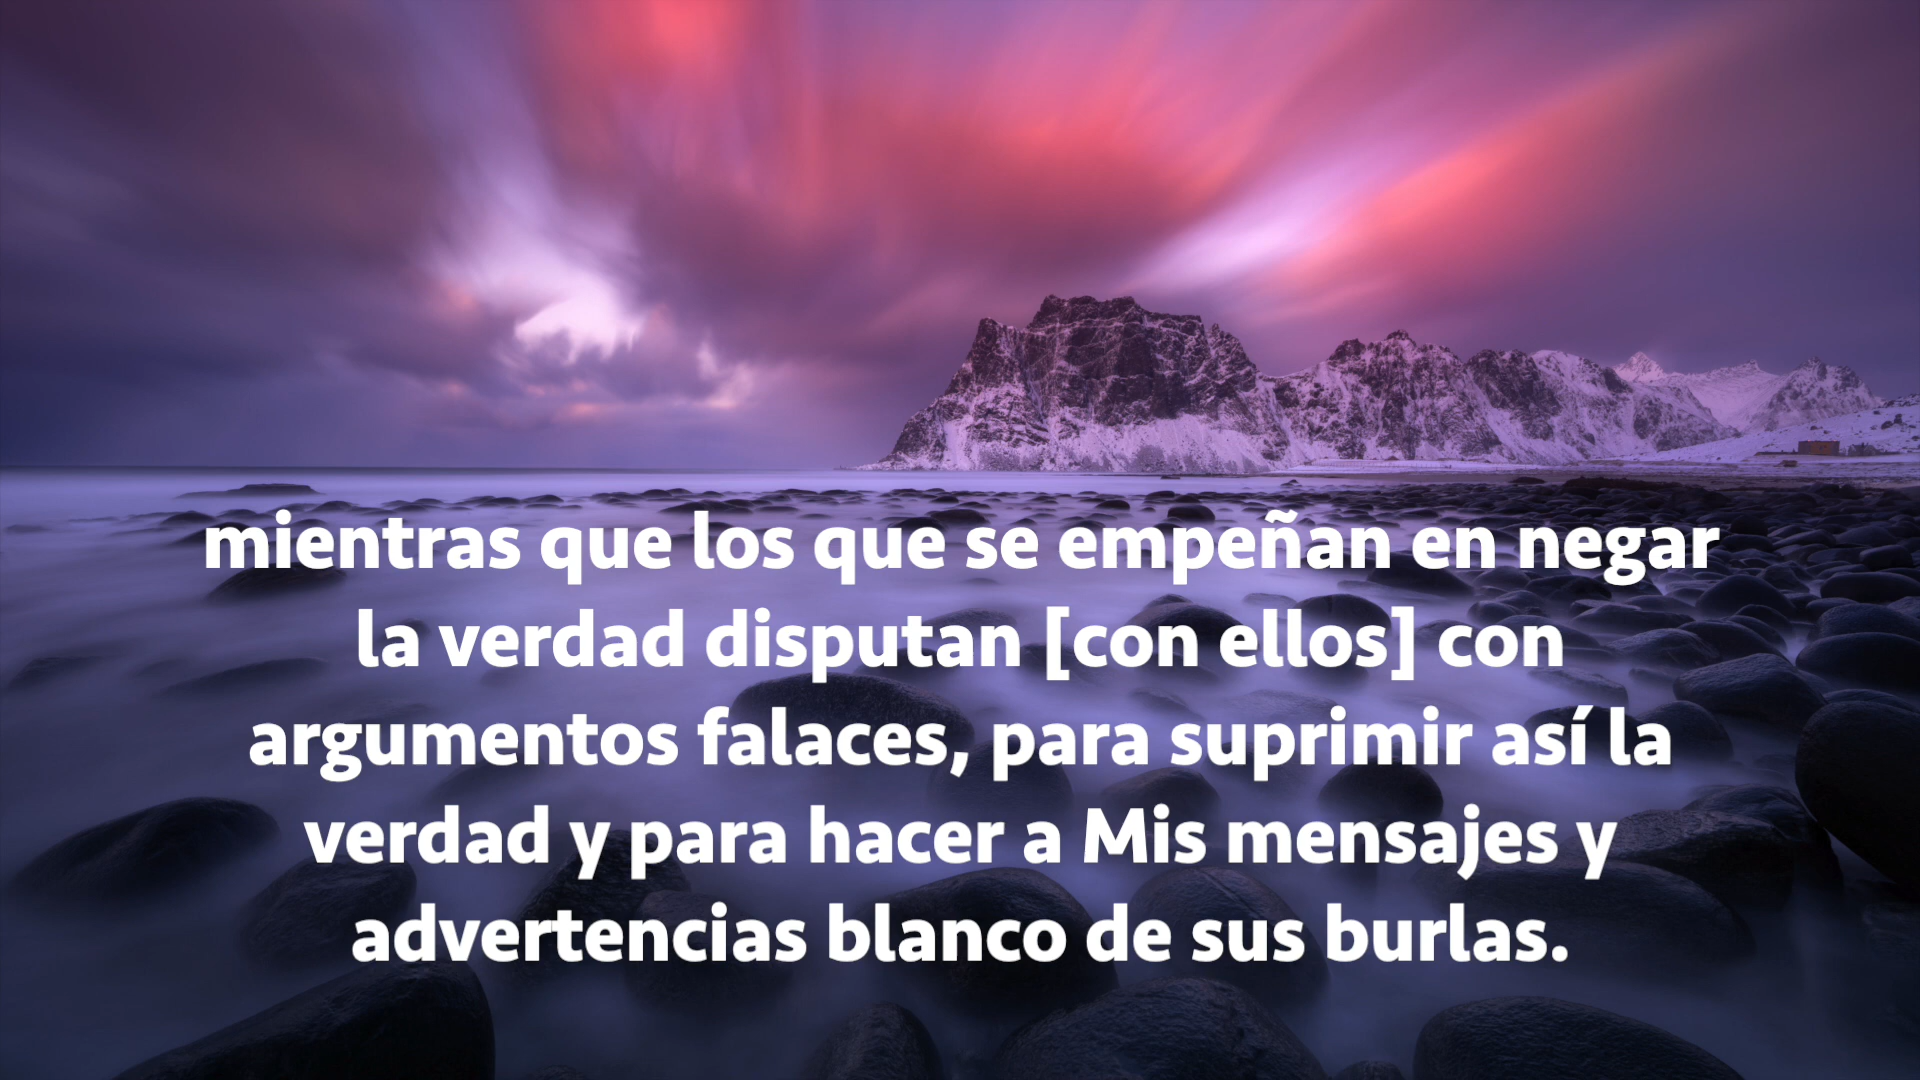 mientras que los que se empeñan en negar
la verdad disputan [con ellos] con
argumentos falaces, para suprimir así la
verdad y para hacer a Mis mensajes y
advertencias blanco de sus burlas.